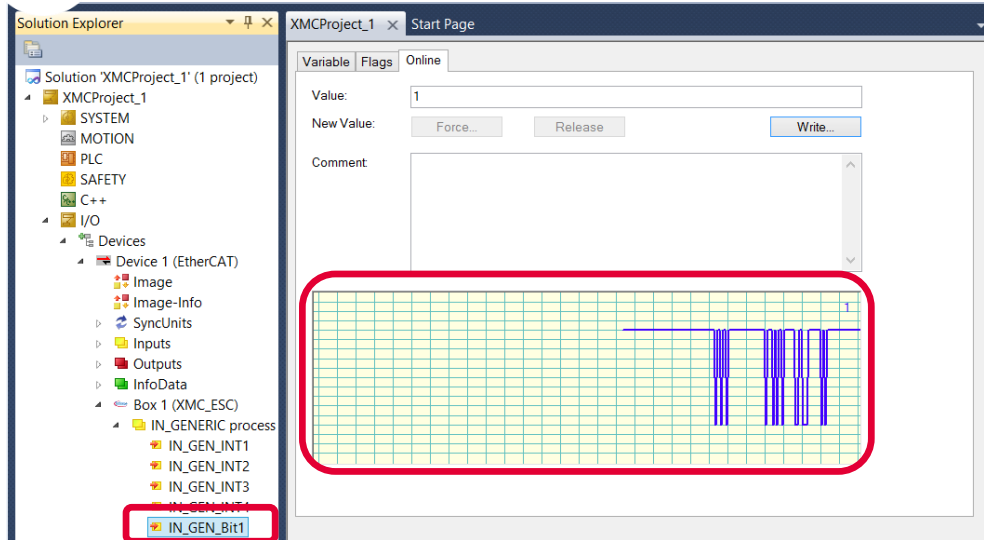 Solution Explorer
XMCProject_1
Start Page
Solution 'XMCProject_1' (1 project)
XMCProject_1
SYSTEM
MOTION
PLC
SAFETY
C++
I/O
Devices
Device 1 (EtherCAT)
Image
Image-Info
SyncUnits
Inputs
Outputs
InfoData
Box 1 (XMC_ESC)
IN_GENERIC process
IN_GEN_INT1
IN_GEN_INT2
IN_GEN_INT3
IN_GEN_INT4
IN_GEN_Bit1
Variable Flags Online
Value: 1
New Value: Force... Release Write...
Comment:
1